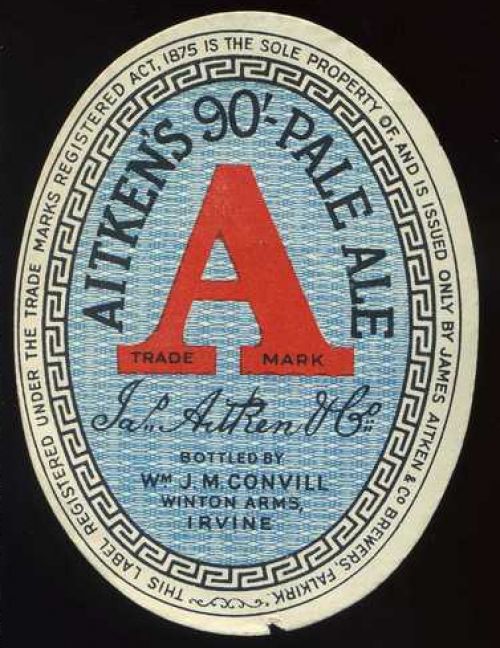 THIS LABEL REGISTERED UNDER THE TRADE MARKS REGISTERED ACT, 1875 IS THE SOLE PROPERTY OF, AND IS ISSUED ONLY BY JAMES AITKEN & Co BREWERS, FALKIRK.
AITKEN'S 90/- PALE ALE
A
TRADE MARK
Jas. Aitken & Co.
BOTTLED BY
WM J. M. CONVILL
WINTON ARMS,
IRVINE